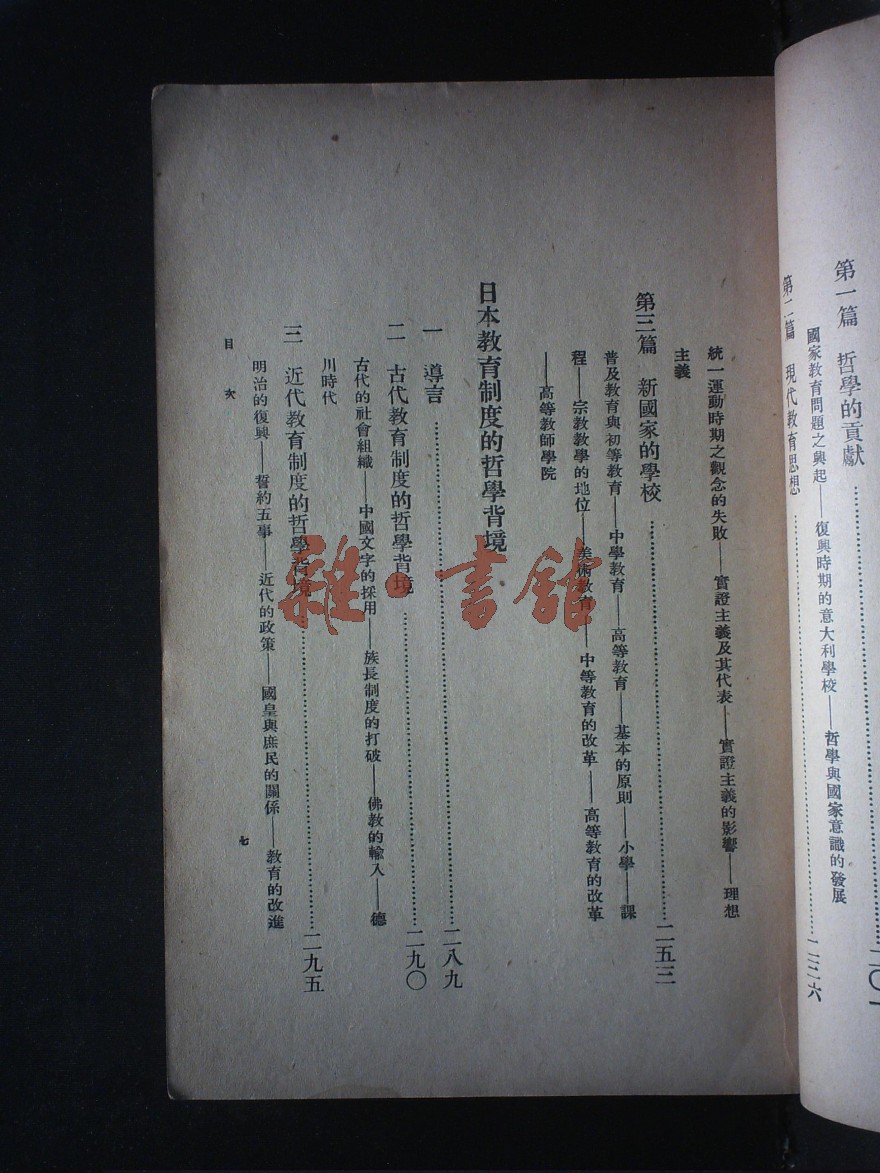 第一篇 哲學的貢獻……二〇一
國家教育問題之興起——復興時期的意大利學校——哲學與國家意識的發展
第二篇 現代教育思想……二二六
統一運動時期之觀念的失敗——實證主義及其代表——實證主義的影響——理想
主義
第三篇 新國家的學校……二五三
普及教育與初等教育——中學教育——高等教育——基本的原則——小學——課
程——宗教教學的地位——美術教育——中等教育的改革——高等教育的改革
——高等教師學院
日本教育制度的哲學背境
一 導言……二八九
二 古代教育制度的哲學背境……二九〇
古代的社會組織——中國文字的採用——族長制度的打破——佛教的輸入——德
川時代
三 近代教育制度的哲學背境……二九五
明治的復興——誓約五事——近代的政策——國皇與庶民的關係——教育的改進
目次
七
雜·書館